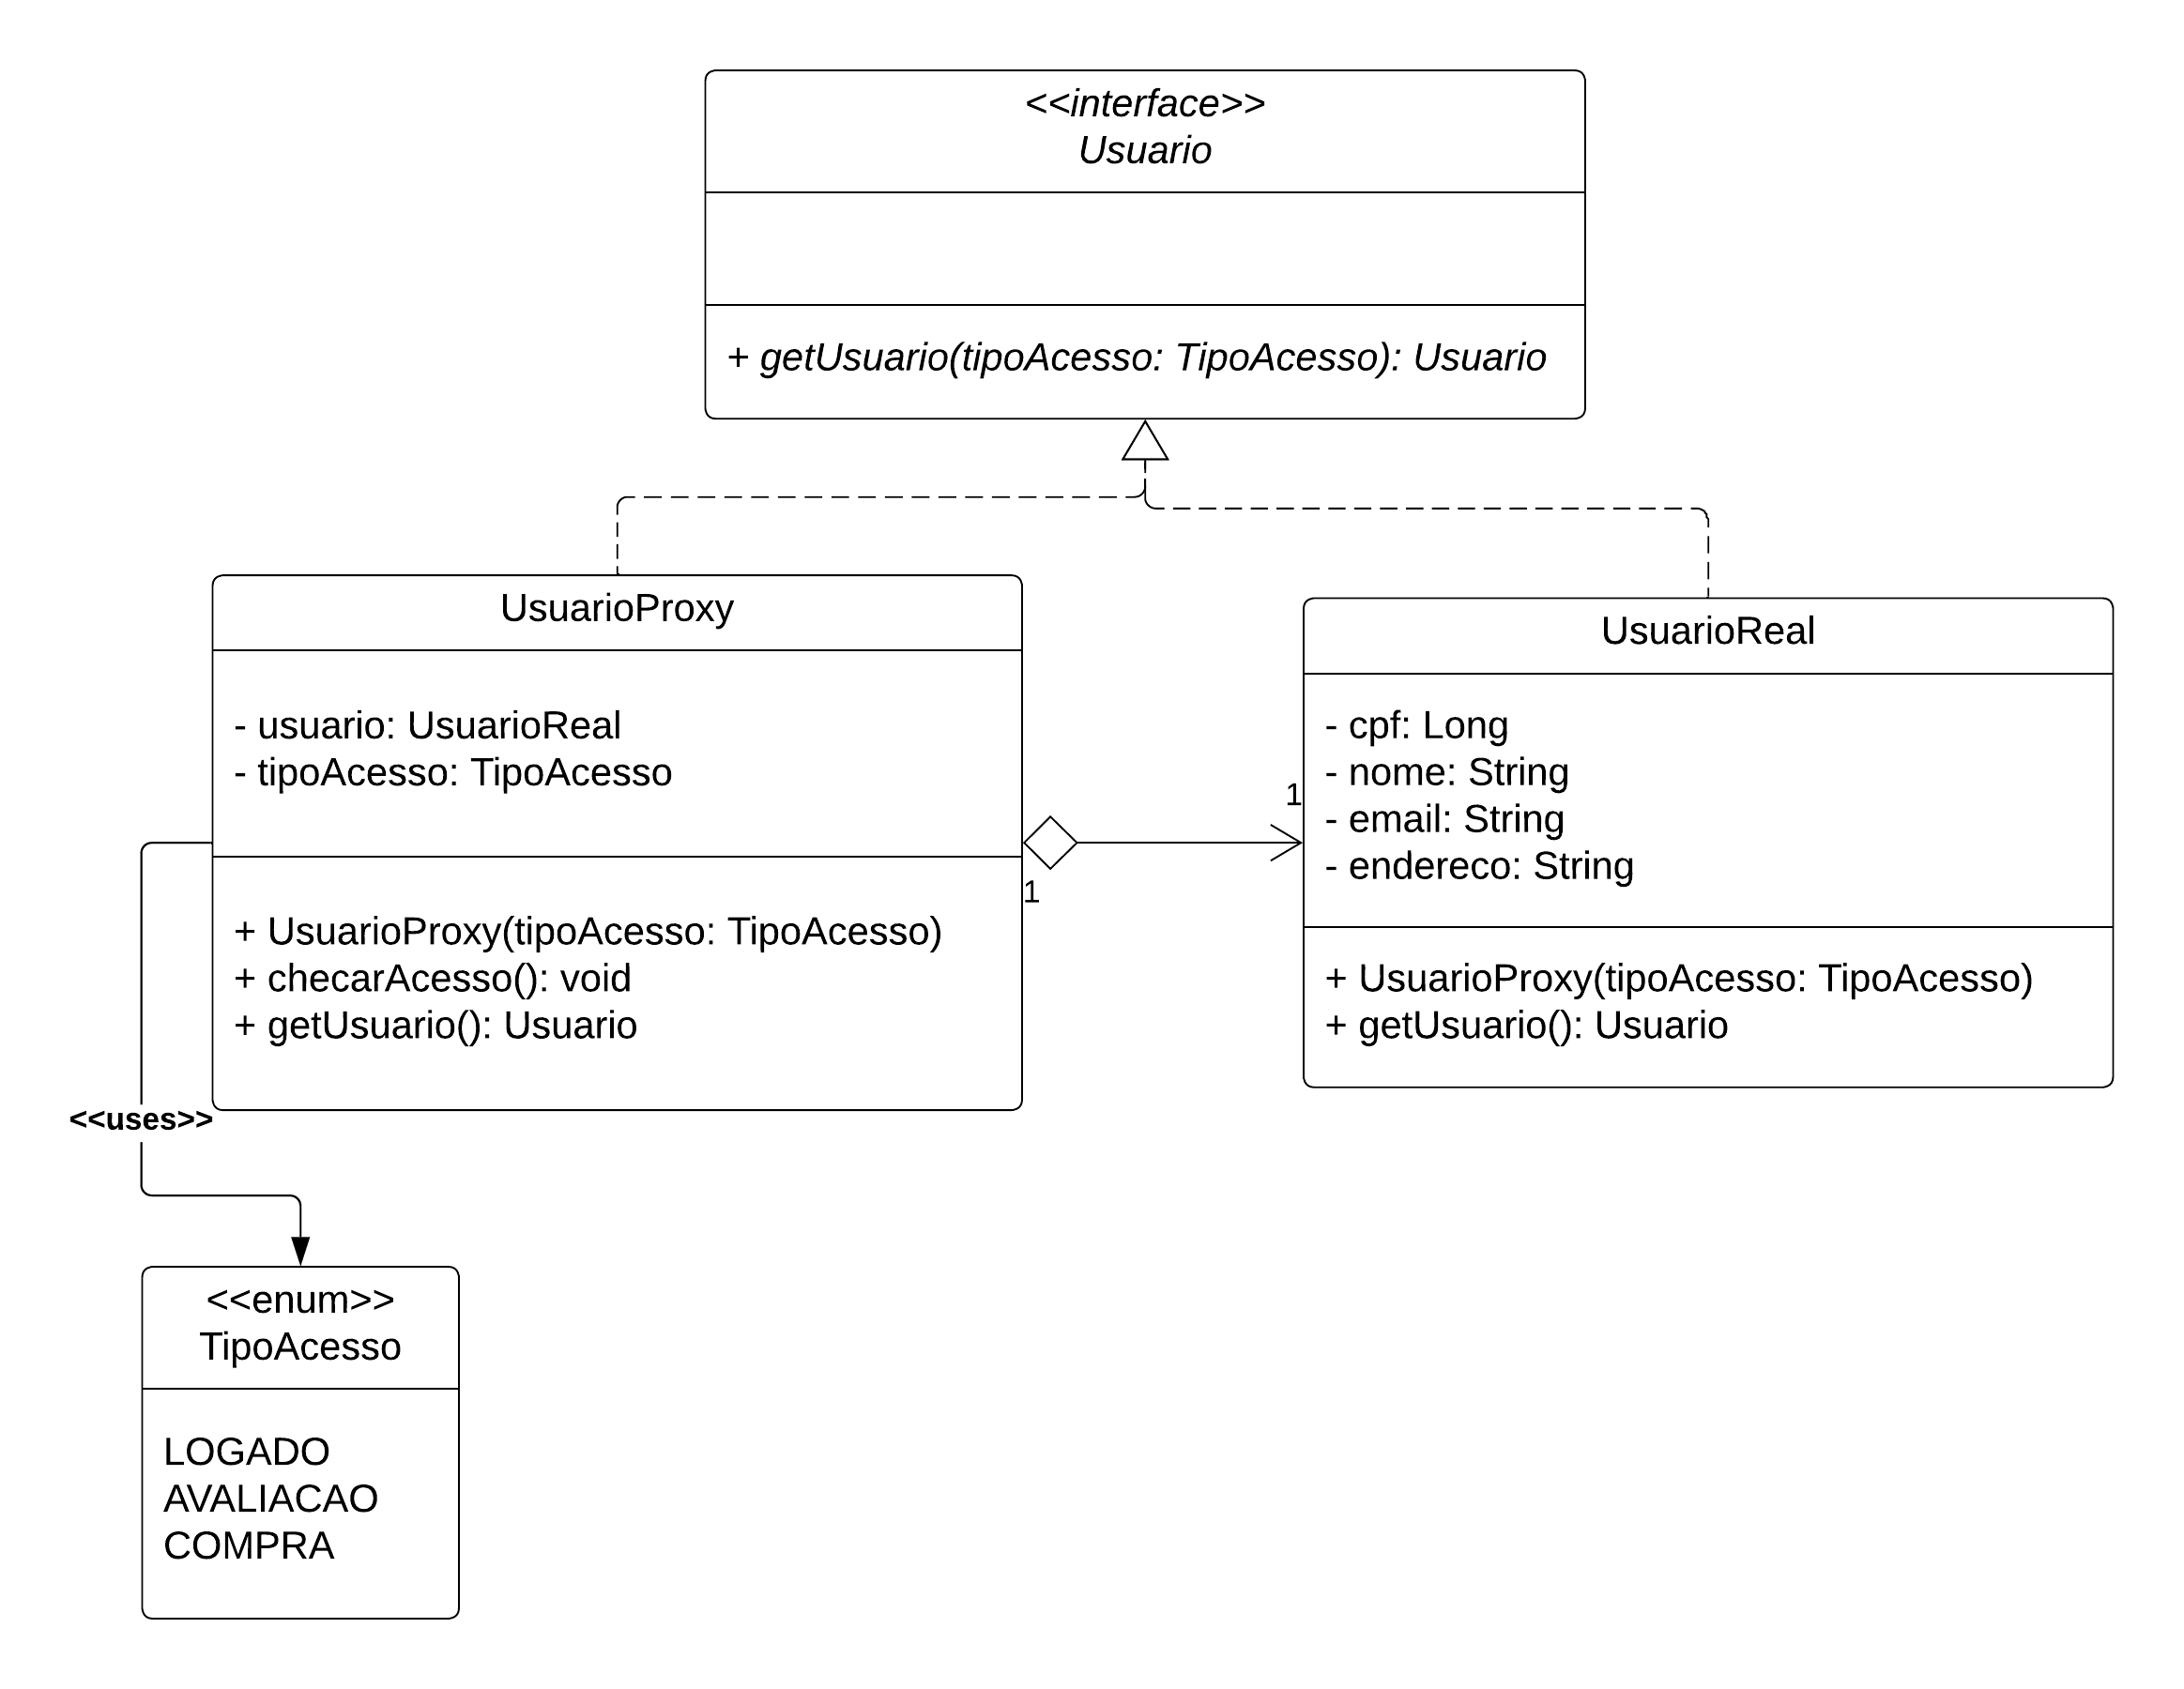 <<interface>>
Usuario
+ getUsuario(tipoAcesso: TipoAcesso): Usuario
UsuarioProxy
- usuario: UsuarioReal
- tipoAcesso: TipoAcesso
+ UsuarioProxy(tipoAcesso: TipoAcesso)
+ checarAcesso(): void
+ getUsuario(): Usuario
1
1
UsuarioReal
- cpf: Long
- nome: String
- email: String
- endereco: String
+ UsuarioProxy(tipoAcesso: TipoAcesso)
+ getUsuario(): Usuario
<<uses>>
<<enum>>
TipoAcesso
LOGADO
AVALIACAO
COMPRA